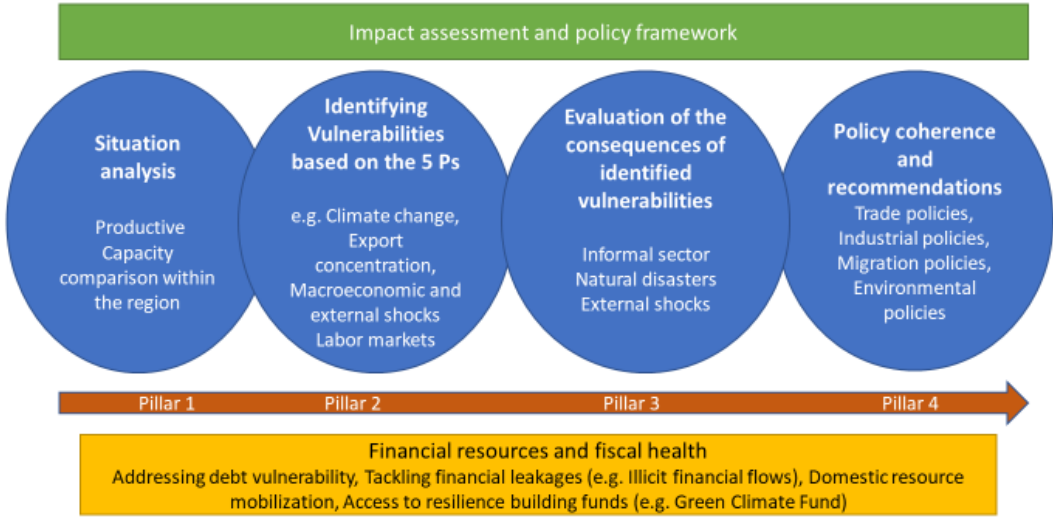 Impact assessment and policy framework
Situation
analysis
Productive
Capacity
comparison within
the region
Identifying
Vulnerabilities
based on the 5 Ps
e.g. Climate change,
Export
concentration,
Macroeconomic and
external shocks
Labor markets
Evaluation of the
consequences of
identified
vulnerabilities
Informal sector
Natural disasters
External shocks
Policy coherence
and
recommendations
Trade policies,
Industrial policies,
Migration policies,
Environmental
policies
Pillar 1
Pillar 2
Pillar 3
Pillar 4
Financial resources and fiscal health
Addressing debt vulnerability, Tackling financial leakages (e.g. Illicit financial flows), Domestic resource
mobilization, Access to resilience building funds (e.g. Green Climate Fund)